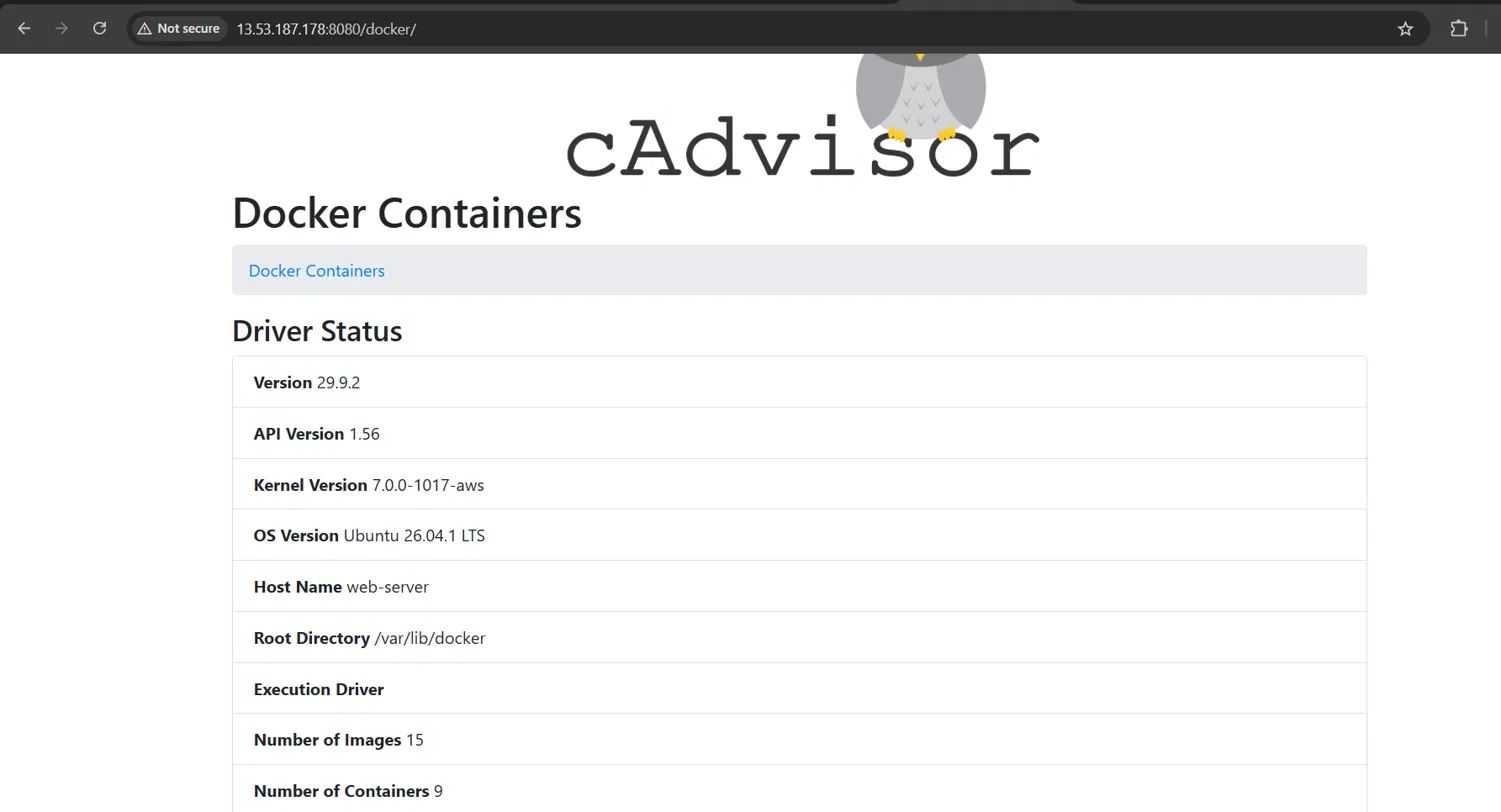 Not secure 13.53.187.178:8080/docker/
cAdvisor
Docker Containers
Docker Containers
Driver Status
Version 29.9.2
API Version 1.56
Kernel Version 7.0.0-1017-aws
OS Version Ubuntu 26.04.1 LTS
Host Name web-server
Root Directory /var/lib/docker
Execution Driver
Number of Images 15
Number of Containers 9